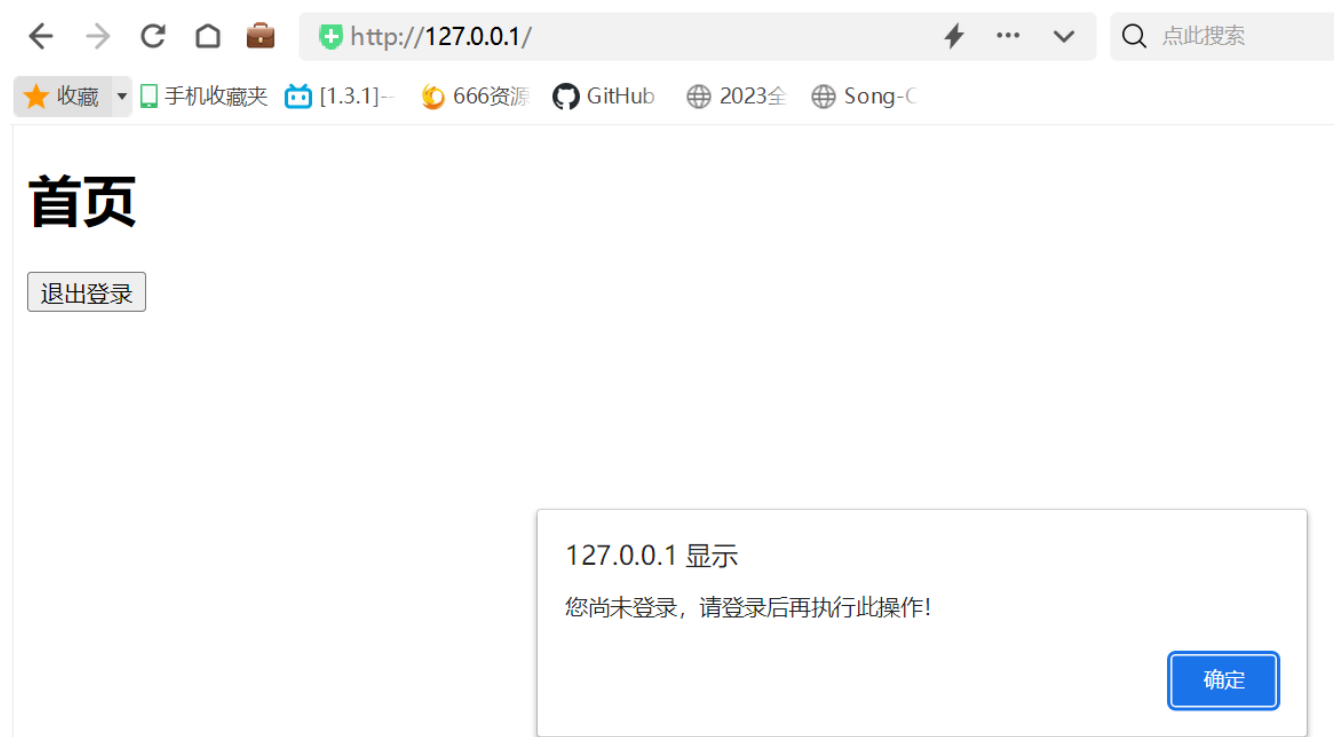 http://127.0.0.1/ 点此搜索
收藏 手机收藏夹 [1.3.1]-- 666资源 GitHub 2023全 Song-C
首页
退出登录
127.0.0.1 显示
您尚未登录，请登录后再执行此操作！
确定